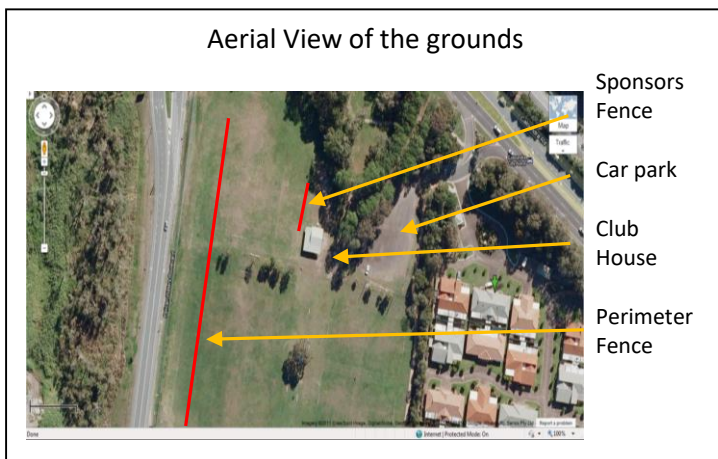 Aerial View of the grounds
Sponsors
Fence
Map
Traffic
Car park
Club
House
Perimeter
Fence
Report a problem
Done
Internet | Protected Mode: On
100%